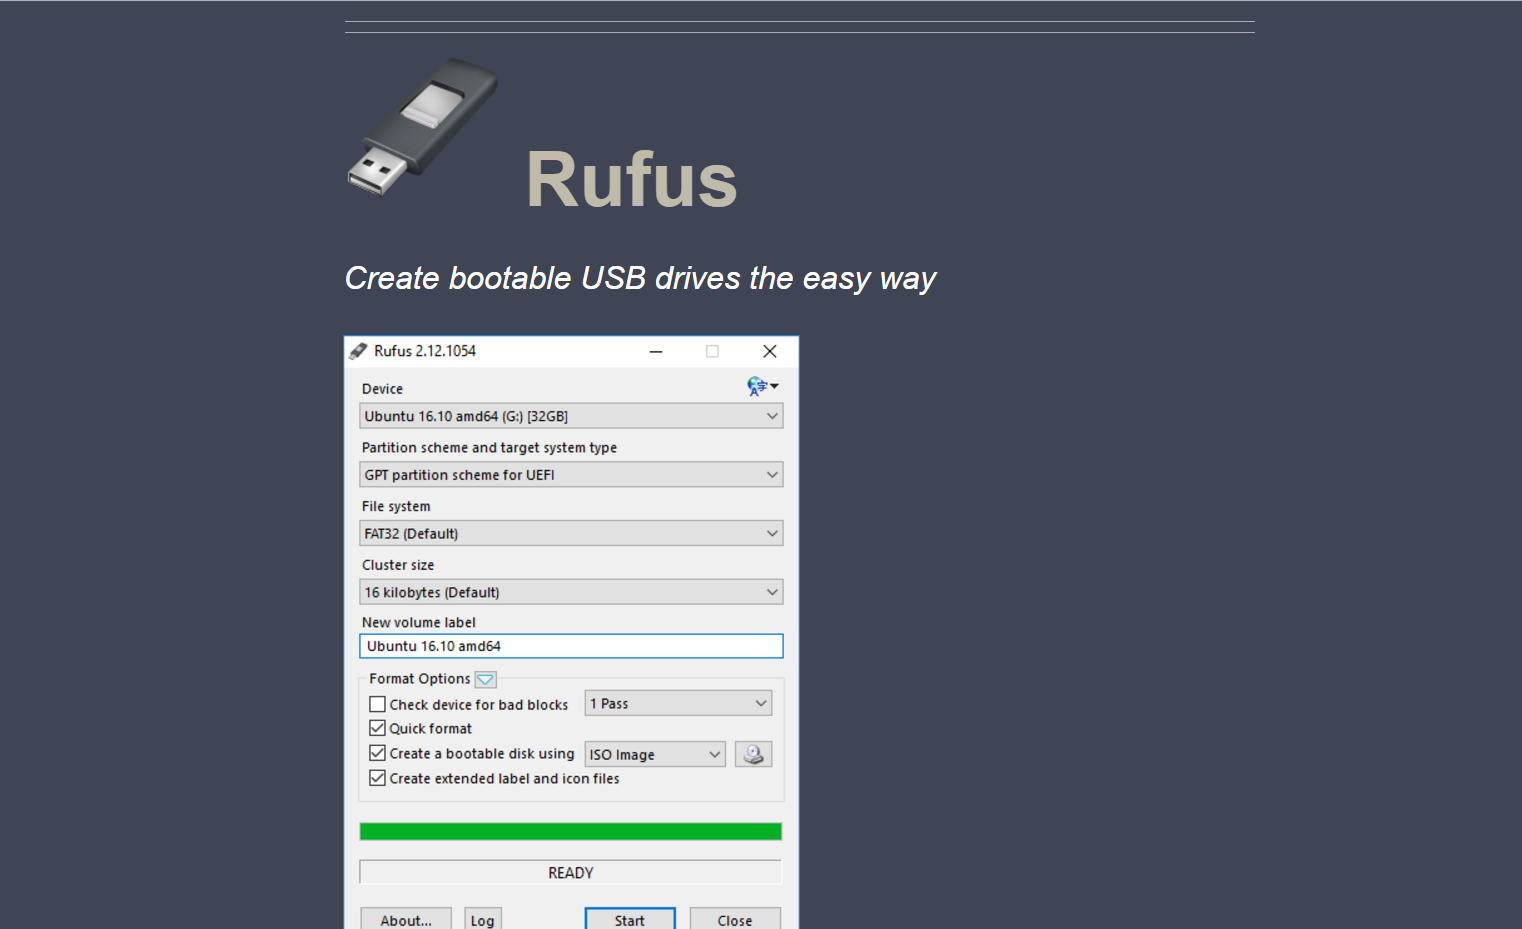 Rufus
Create bootable USB drives the easy way
Rufus 2.12.1054
Device
Ubuntu 16.10 amd64 (G:) [32GB]
Partition scheme and target system type
GPT partition scheme for UEFI
File system
FAT32 (Default)
Cluster size
16 kilobytes (Default)
New volume label
Ubuntu 16.10 amd64
Format Options
Check device for bad blocks 1 Pass
Quick format
Create a bootable disk using ISO Image
Create extended label and icon files
READY
About... Log Start Close